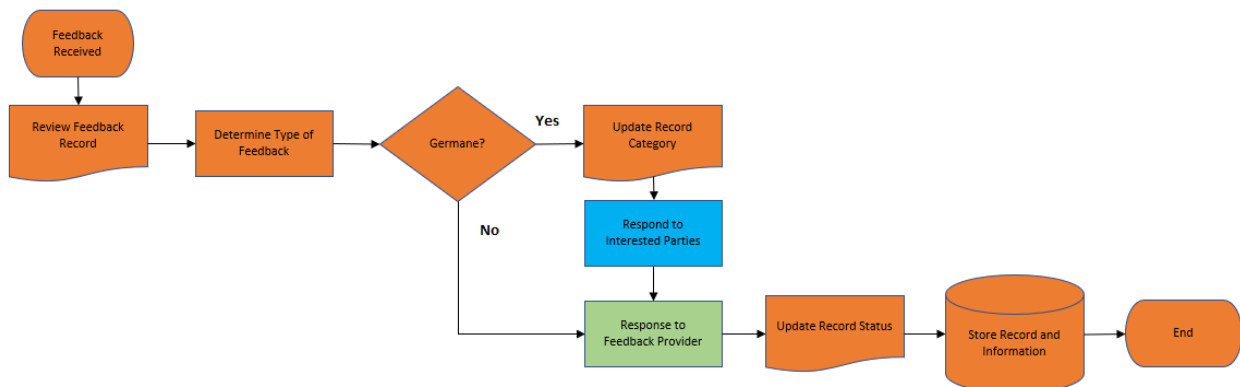 Feedback
Received
Review Feedback
Record
Determine Type of
Feedback
Germane?
Yes
Update Record
Category
No
Respond to
Interested Parties
Response to
Feedback Provider
Update Record Status
Store Record and
Information
End